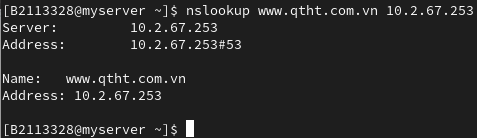 [B2113328@myserver ~]$ nslookup www.qtht.com.vn 10.2.67.253
Server:         10.2.67.253
Address:        10.2.67.253#53

Name:   www.qtht.com.vn
Address: 10.2.67.253

[B2113328@myserver ~]$